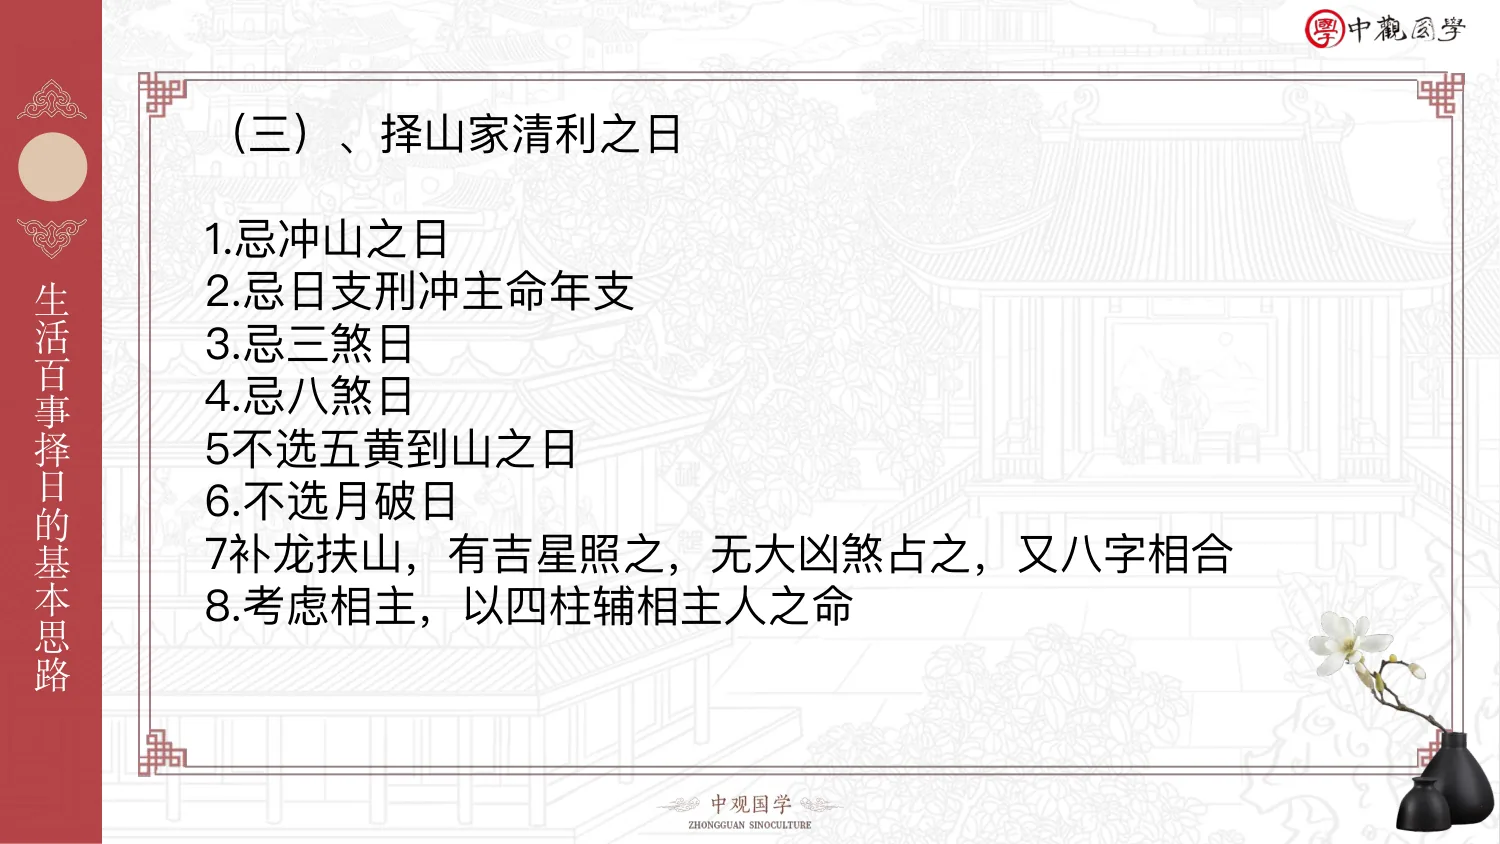 學中觀国學
生活百事择日的基本思路
（三）、择山家清利之日
1.忌冲山之日
2.忌日支刑冲主命年支
3.忌三煞日
4.忌八煞日
5不选五黄到山之日
6.不选月破日
7补龙扶山，有吉星照之，无大凶煞占之，又八字相合
8.考虑相主，以四柱辅相主人之命
中观国学
ZHONGGUAN SINOCULTURE